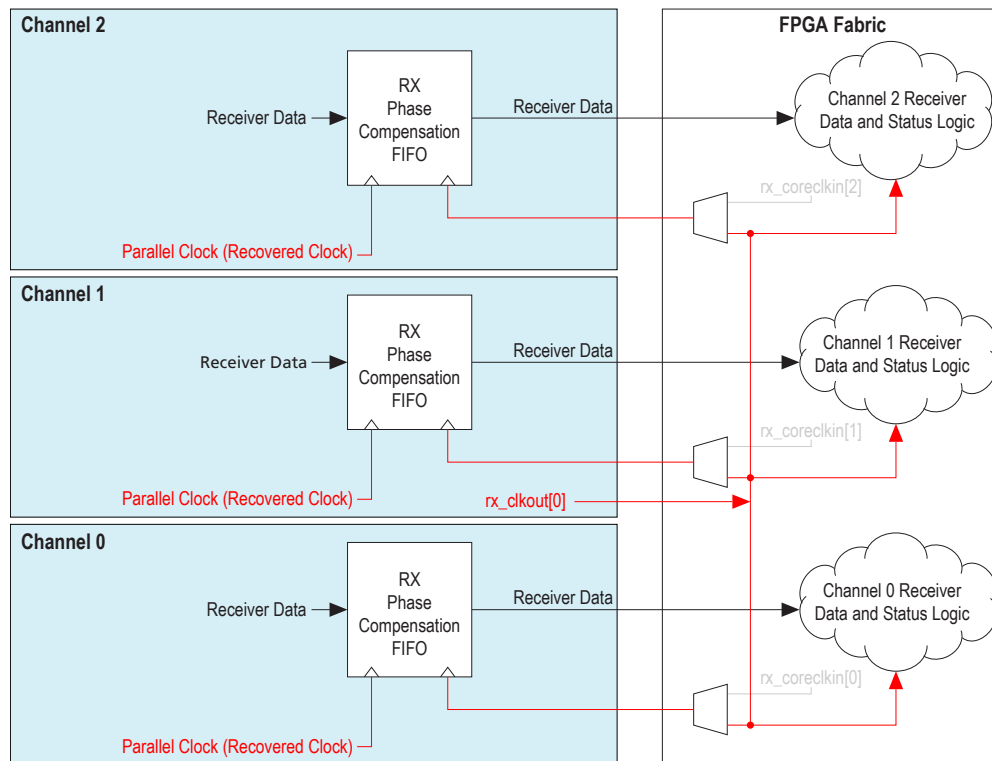 Channel 2
FPGA Fabric
RX
Phase
Compensation
FIFO
Receiver Data
Receiver Data
Channel 2 Receiver
Data and Status Logic
rx_coreclkin[2]
Parallel Clock (Recovered Clock)
Channel 1
RX
Phase
Compensation
FIFO
Receiver Data
Receiver Data
Channel 1 Receiver
Data and Status Logic
rx_coreclkin[1]
Parallel Clock (Recovered Clock)
rx_clkout[0]
Channel 0
RX
Phase
Compensation
FIFO
Receiver Data
Receiver Data
Channel 0 Receiver
Data and Status Logic
rx_coreclkin[0]
Parallel Clock (Recovered Clock)